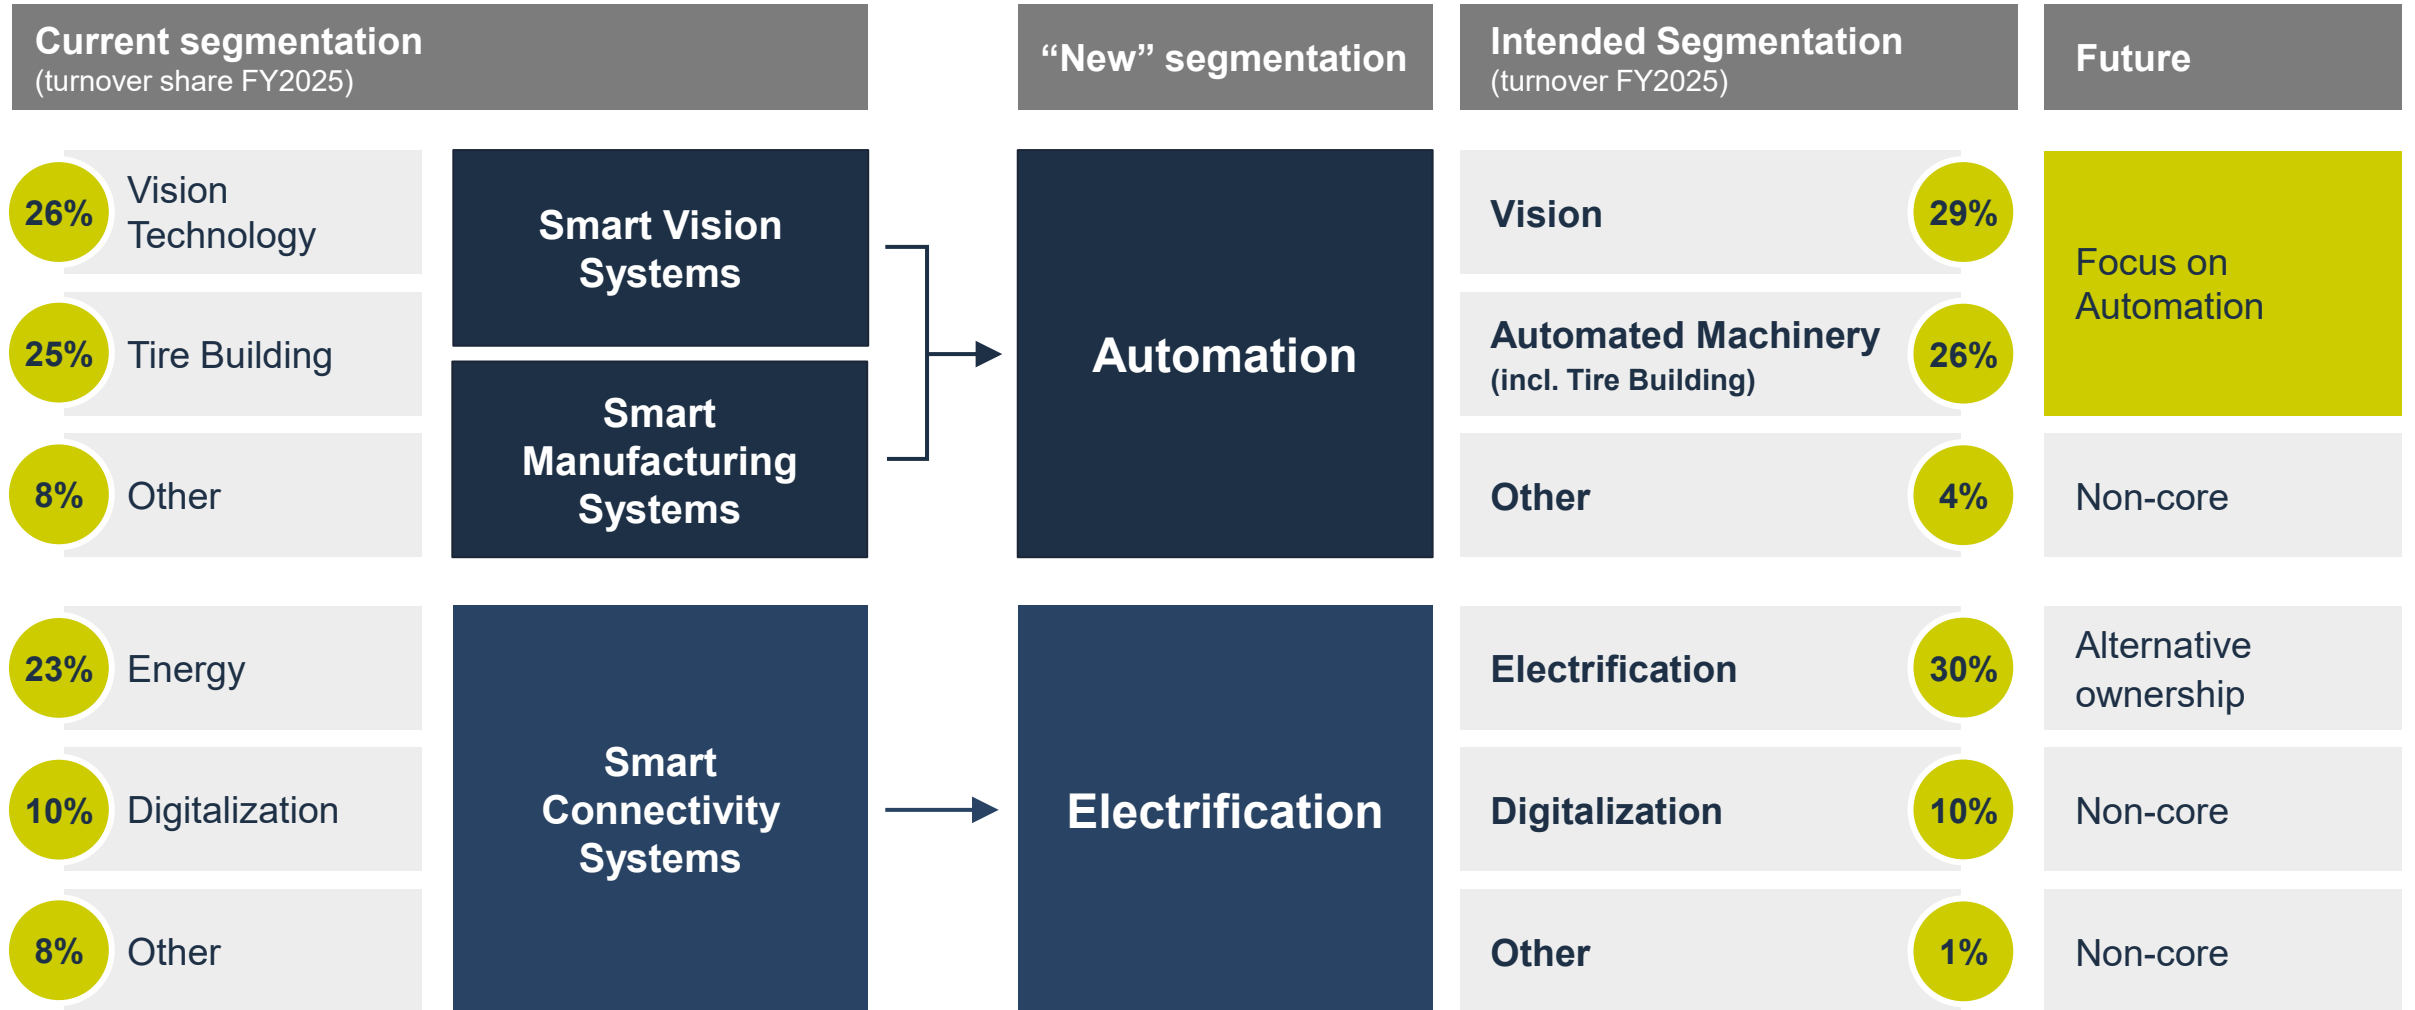 Current segmentation
(turnover share FY2025)
“New” segmentation
Intended Segmentation
(turnover FY2025)
Future
26%
Vision
Technology
25%
Tire Building
8%
Other
Smart Vision
Systems
Smart
Manufacturing
Systems
Automation
Vision
29%
Automated Machinery
(incl. Tire Building)
26%
Other
4%
Focus on
Automation
Non-core
23%
Energy
10%
Digitalization
8%
Other
Smart
Connectivity
Systems
Electrification
Electrification
30%
Digitalization
10%
Other
1%
Alternative
ownership
Non-core
Non-core